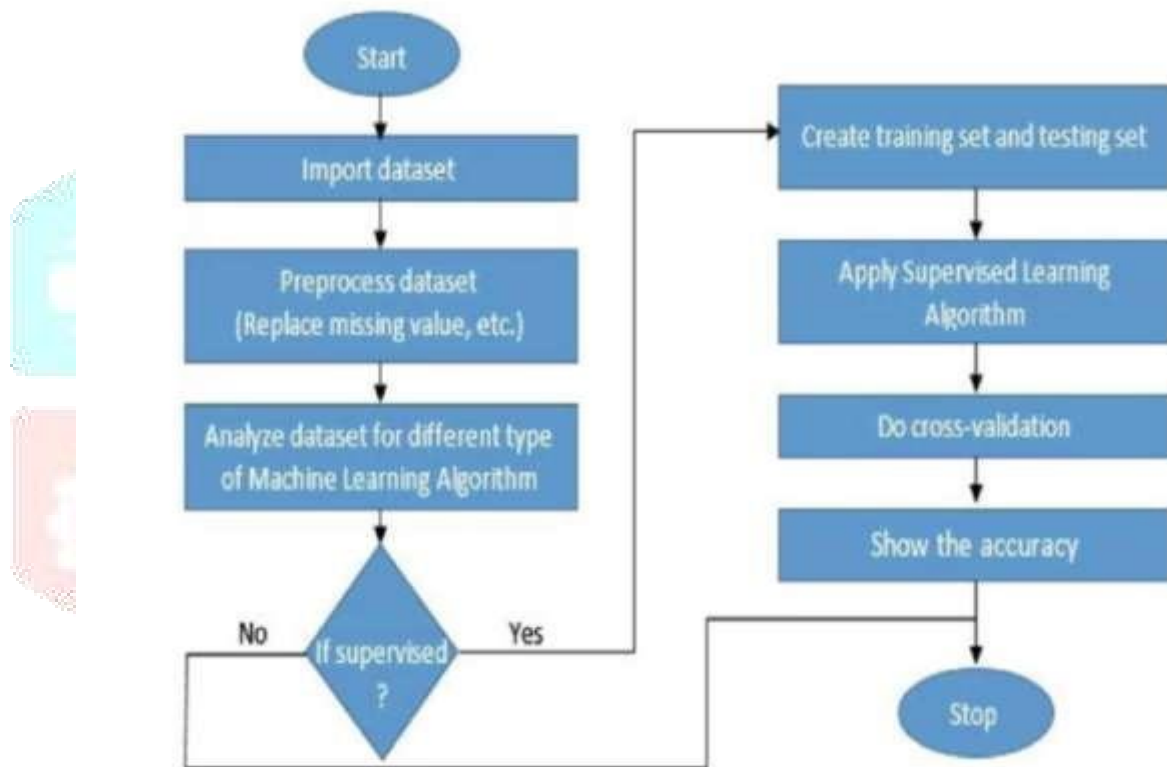 Start
Import dataset
Preprocess dataset
(Replace missing value, etc.)
Analyze dataset for different type
of Machine Learning Algorithm
If supervised
?
No
Yes
Create training set and testing set
Apply Supervised Learning
Algorithm
Do cross-validation
Show the accuracy
Stop